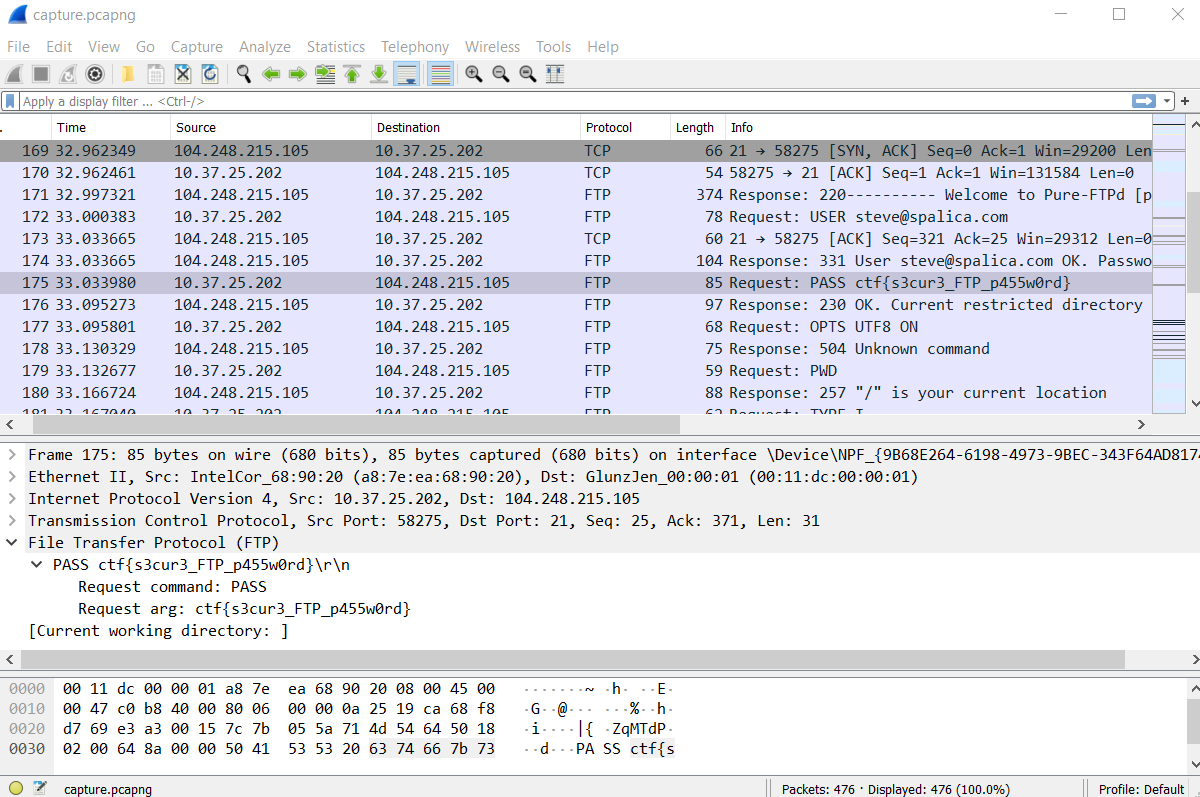 capture.pcapng
File Edit View Go Capture Analyze Statistics Telephony Wireless Tools Help
Apply a display filter ... <Ctrl-/>
. Time Source Destination Protocol Length Info
169 32.962349 104.248.215.105 10.37.25.202 TCP 66 21 → 58275 [SYN, ACK] Seq=0 Ack=1 Win=29200 Len
170 32.962461 10.37.25.202 104.248.215.105 TCP 54 58275 → 21 [ACK] Seq=1 Ack=1 Win=131584 Len=0
171 32.997321 104.248.215.105 10.37.25.202 FTP 374 Response: 220---------- Welcome to Pure-FTPd [p
172 33.000383 10.37.25.202 104.248.215.105 FTP 78 Request: USER steve@spalica.com
173 33.033665 104.248.215.105 10.37.25.202 TCP 60 21 → 58275 [ACK] Seq=321 Ack=25 Win=29312 Len=0
174 33.033665 104.248.215.105 10.37.25.202 FTP 104 Response: 331 User steve@spalica.com OK. Passwo
175 33.033980 10.37.25.202 104.248.215.105 FTP 85 Request: PASS ctf{s3cur3_FTP_p455w0rd}
176 33.095273 104.248.215.105 10.37.25.202 FTP 97 Response: 230 OK. Current restricted directory
177 33.095801 10.37.25.202 104.248.215.105 FTP 68 Request: OPTS UTF8 ON
178 33.130329 104.248.215.105 10.37.25.202 FTP 75 Response: 504 Unknown command
179 33.132677 10.37.25.202 104.248.215.105 FTP 59 Request: PWD
180 33.166724 104.248.215.105 10.37.25.202 FTP 88 Response: 257 "/" is your current location
181 33.167040 10.37.25.202 104.248.215.105 FTP 62 Request: TYPE I
Frame 175: 85 bytes on wire (680 bits), 85 bytes captured (680 bits) on interface \Device\NPF_{9B68E264-6198-4973-9BEC-343F64AD8174
Ethernet II, Src: IntelCor_68:90:20 (a8:7e:ea:68:90:20), Dst: GlunzJen_00:00:01 (00:11:dc:00:00:01)
Internet Protocol Version 4, Src: 10.37.25.202, Dst: 104.248.215.105
Transmission Control Protocol, Src Port: 58275, Dst Port: 21, Seq: 25, Ack: 371, Len: 31
File Transfer Protocol (FTP)
PASS ctf{s3cur3_FTP_p455w0rd}\r\n
Request command: PASS
Request arg: ctf{s3cur3_FTP_p455w0rd}
[Current working directory: ]
0000 00 11 dc 00 00 01 a8 7e ea 68 90 20 08 00 45 00 ·······~ ·h· ··E·
0010 00 47 c0 b8 40 00 80 06 00 00 0a 25 19 ca 68 f8 ·G··@··· ···%··h·
0020 d7 69 e3 a3 00 15 7c 7b 05 5a 71 4d 54 64 50 18 ·i····|{ ·ZqMTdP·
0030 02 00 64 8a 00 00 50 41 53 53 20 63 74 66 7b 73 ··d···PA SS ctf{s
capture.pcapng Packets: 476 · Displayed: 476 (100.0%) Profile: Default